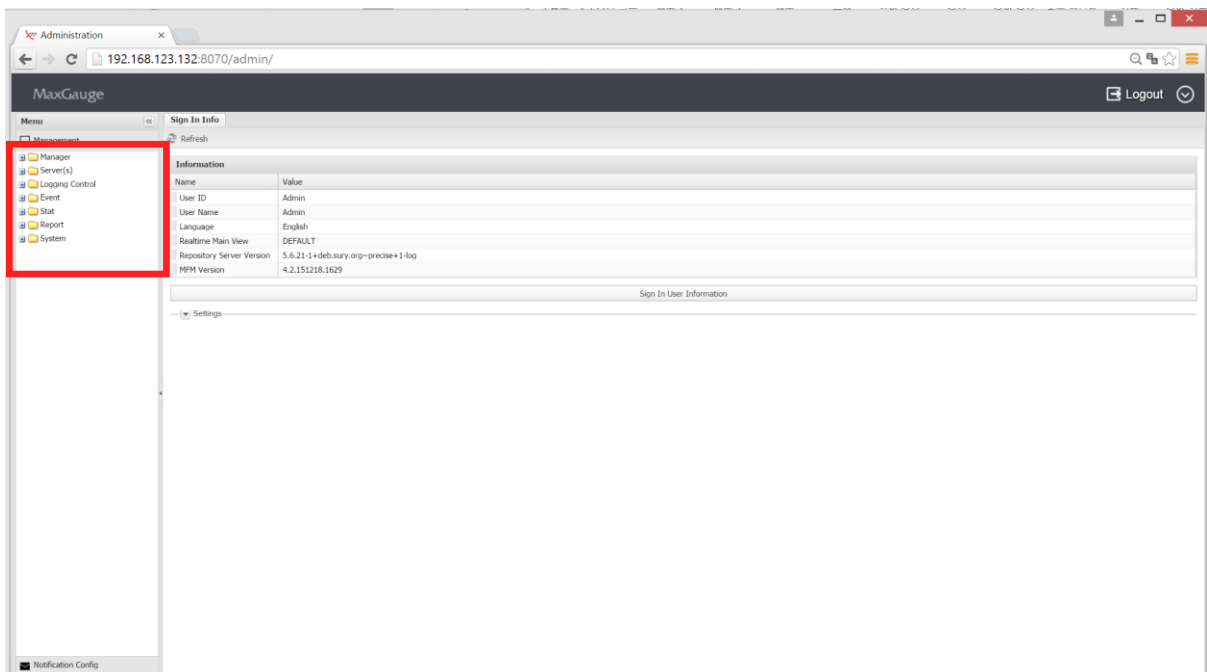 Administration
192.168.123.132:8070/admin/
MaxGauge
Logout
Menu
Sign In Info
Management
Refresh
Manager
Server(s)
Logging Control
Event
Stat
Report
System
Information
Name Value
User ID Admin
User Name Admin
Language English
Realtime Main View DEFAULT
Repository Server Version 5.6.21-1+deb.sury.org~precise+1-log
MFM Version 4.2.151218.1629
Sign In User Information
Settings
Notification Config